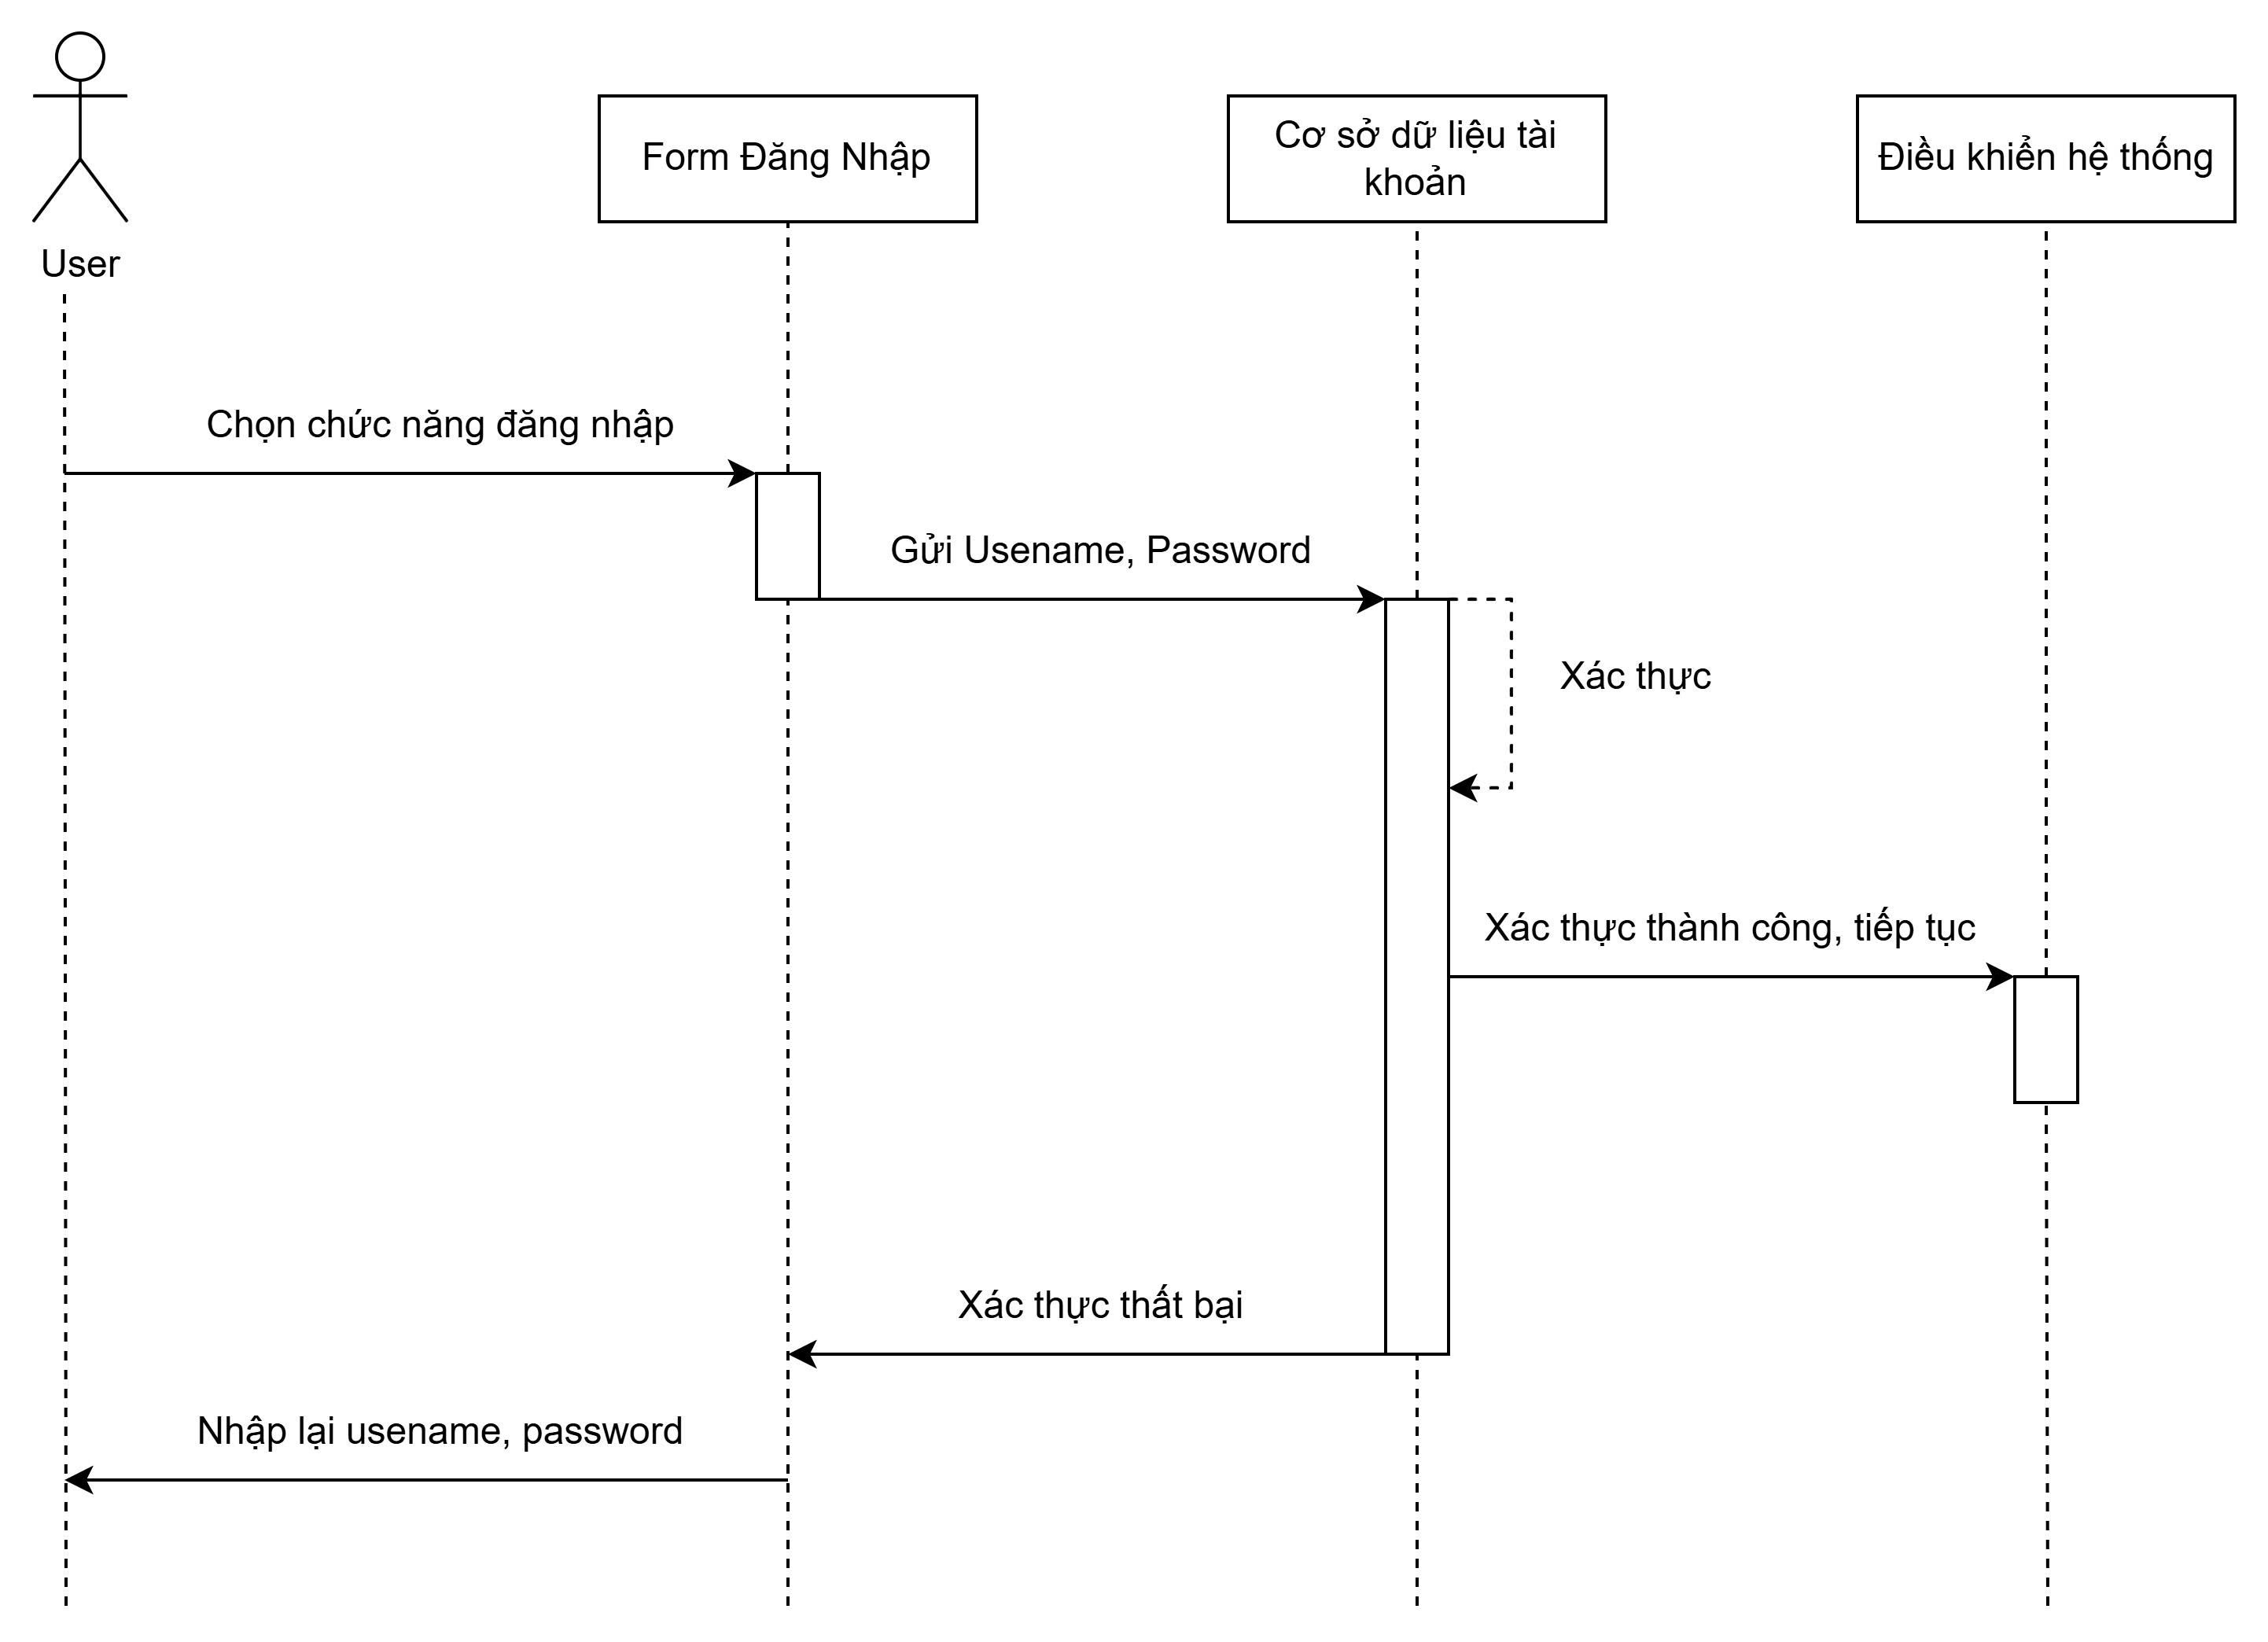 User
Form Đăng Nhập
Cơ sở dữ liệu tài
khoản
Điều khiển hệ thống
Chọn chức năng đăng nhập
Gửi Usename, Password
Xác thực
Xác thực thành công, tiếp tục
Xác thực thất bại
Nhập lại usename, password